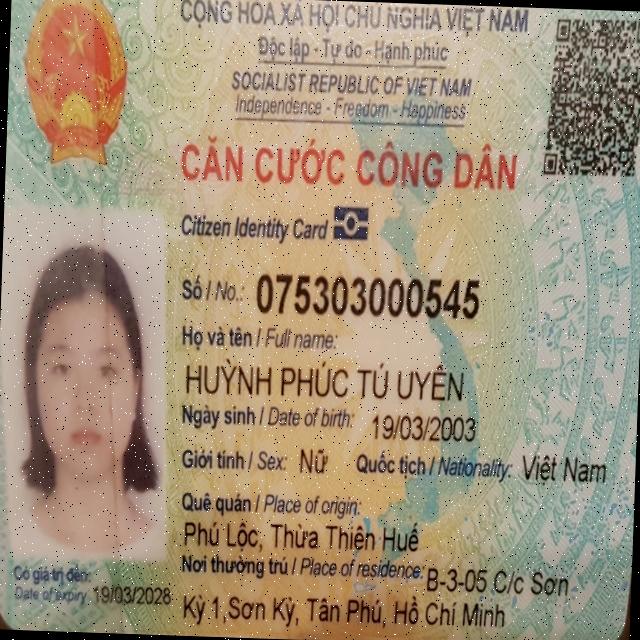 CỘNG HÒA XÃ HỘI CHỦ NGHĨA VIỆT NAM
Độc lập - Tự do - Hạnh phúc
SOCIALIST REPUBLIC OF VIET NAM
Independence - Freedom - Happiness
CĂN CƯỚC CÔNG DÂN
Citizen Identity Card
Số / No.: 075303000545
Họ và tên / Full name:
HUỲNH PHÚC TÚ UYÊN
Ngày sinh / Date of birth: 19/03/2003
Giới tính / Sex: Nữ Quốc tịch / Nationality: Việt Nam
Quê quán / Place of origin:
Phú Lộc, Thừa Thiên Huế
Nơi thường trú / Place of residence: B-3-05 C/c Sơn
Kỳ 1,Sơn Kỳ, Tân Phú, Hồ Chí Minh
Có giá trị đến:
Date of expiry: 19/03/2028